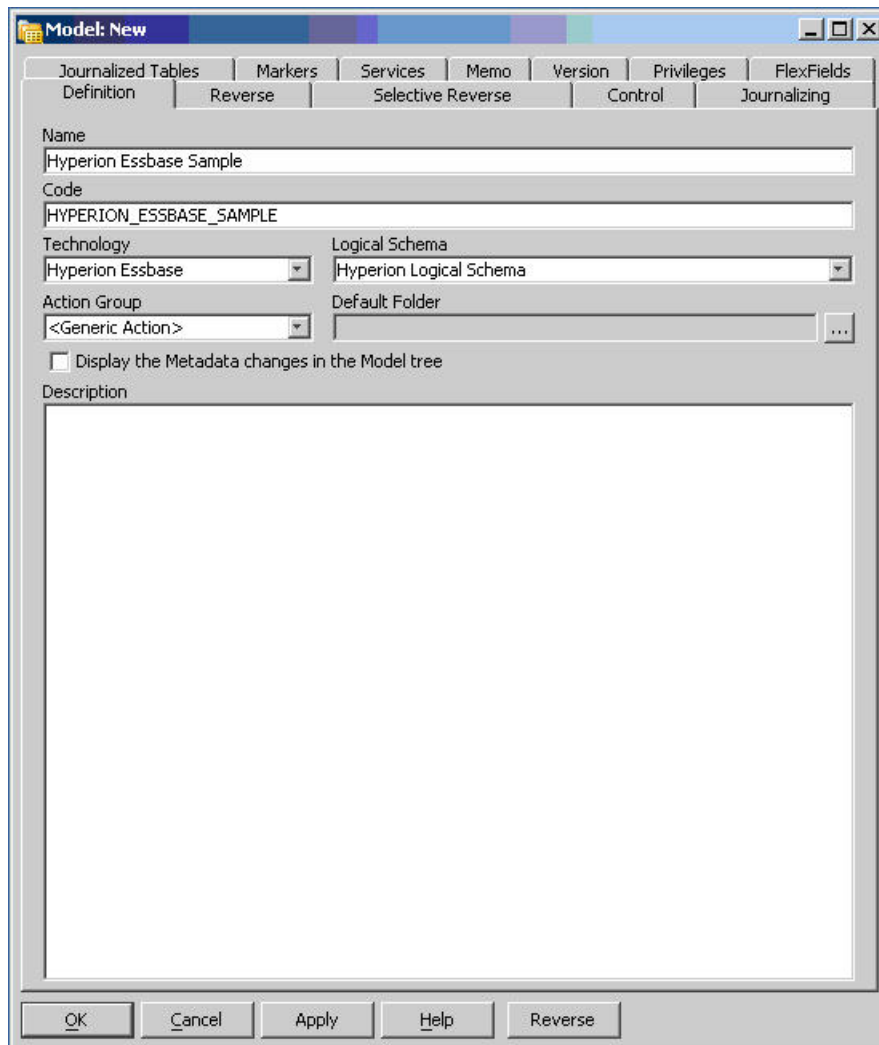 Model: New
Journalized Tables Markers Services Memo Version Privileges FlexFields
Definition Reverse Selective Reverse Control Journalizing
Name
Hyperion Essbase Sample
Code
HYPERION_ESSBASE_SAMPLE
Technology Logical Schema
Hyperion Essbase Hyperion Logical Schema
Action Group Default Folder
<Generic Action> ...
Display the Metadata changes in the Model tree
Description
OK Cancel Apply Help Reverse